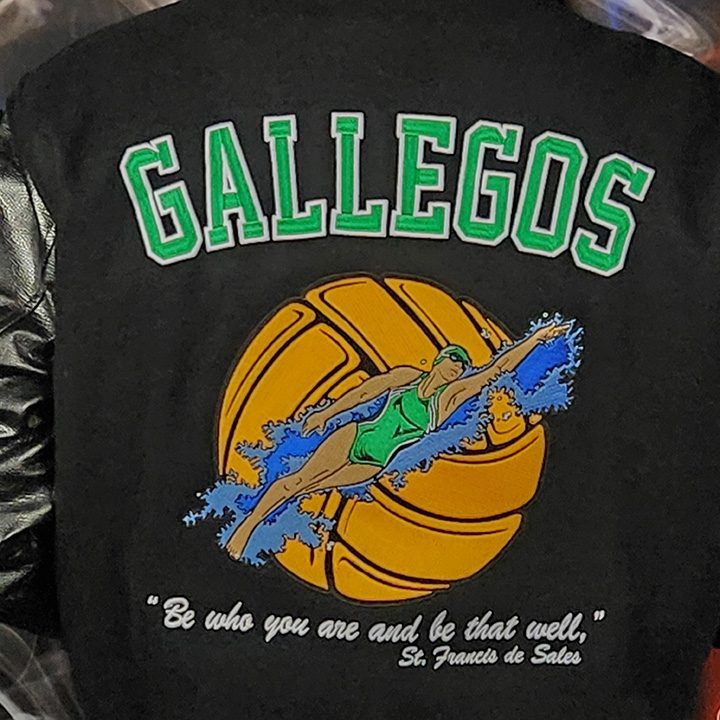 GALLEGOS
"Be who you are and be that well,"
St. Francis de Sales